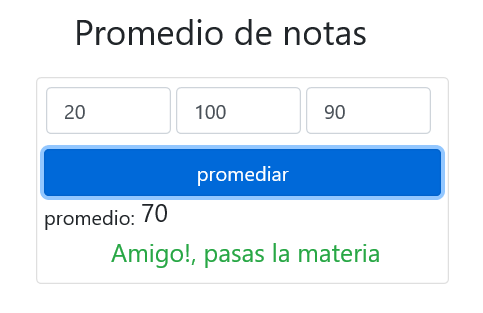 Promedio de notas
20 100 90
promediar
promedio: 70
Amigo!, pasas la materia